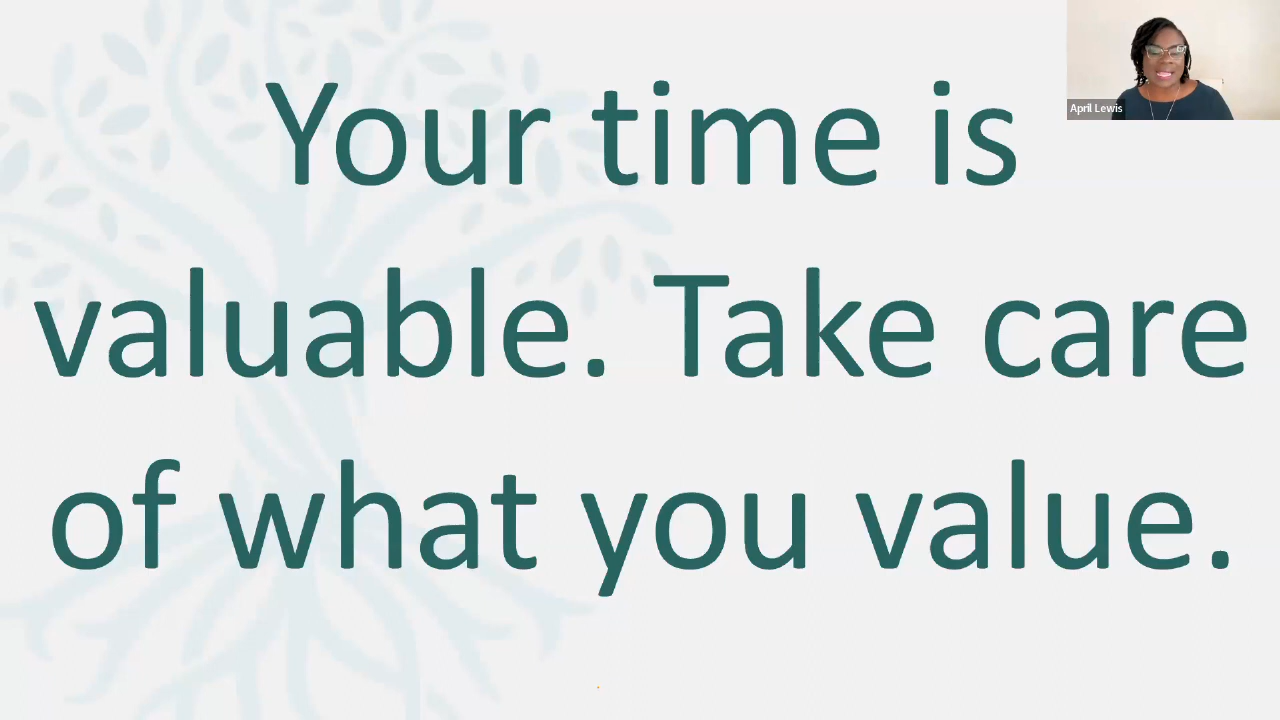 April Lewis
Your time is
valuable. Take care
of what you value.